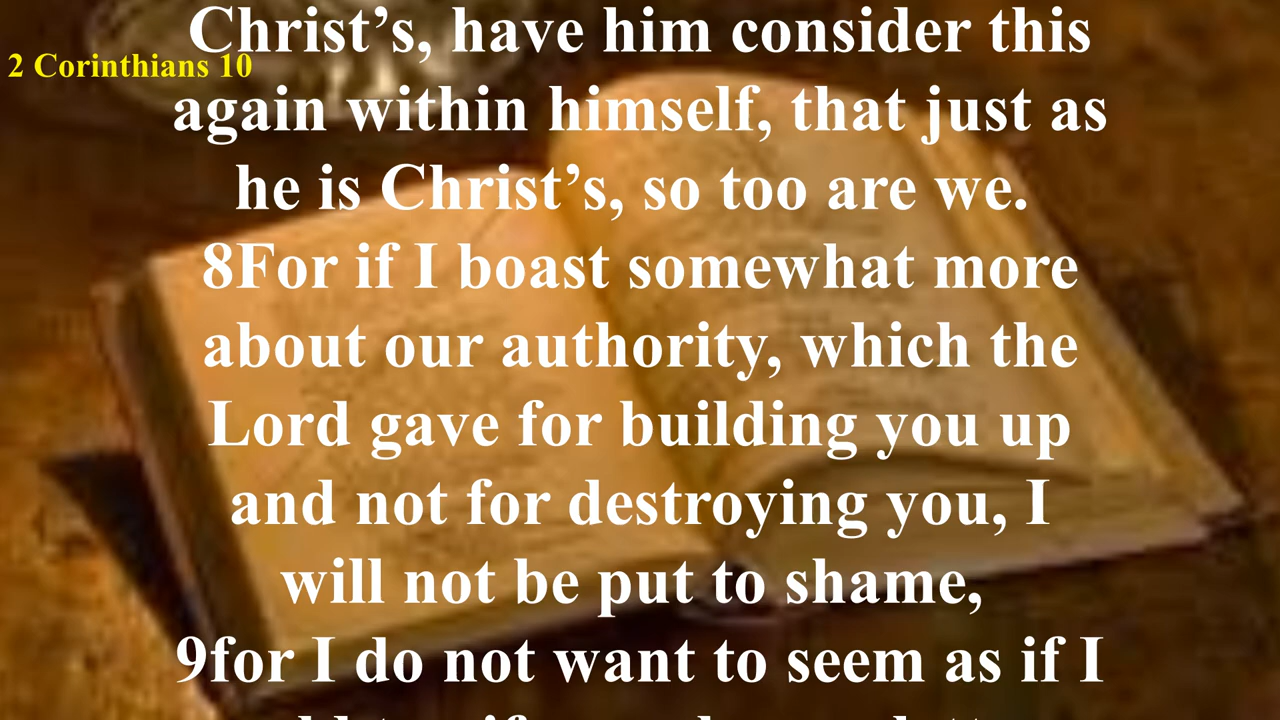 Christ’s, have him consider this
2 Corinthians 10
again within himself, that just as
he is Christ’s, so too are we.
8For if I boast somewhat more
about our authority, which the
Lord gave for building you up
and not for destroying you, I
will not be put to shame,
9for I do not want to seem as if I